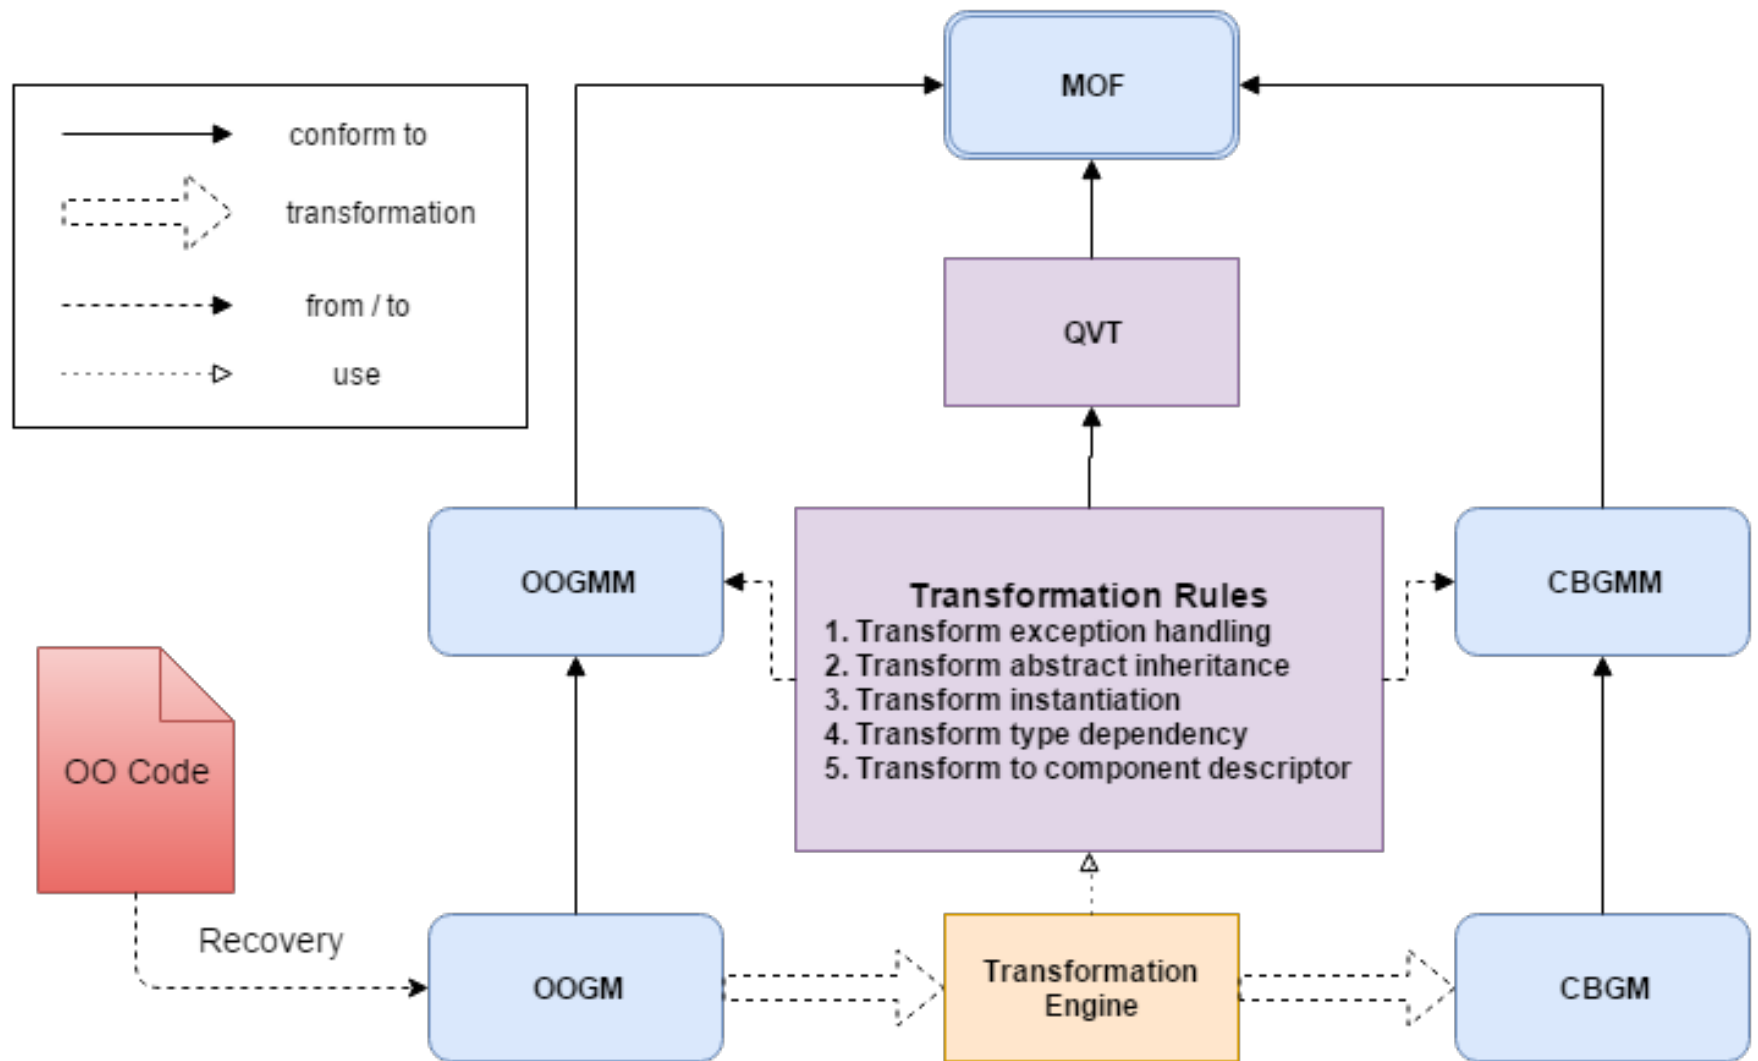 MOF
conform to
transformation
from / to
use
QVT
OOGMM
Transformation Rules
1. Transform exception handling
2. Transform abstract inheritance
3. Transform instantiation
4. Transform type dependency
5. Transform to component descriptor
CBGMM
OO Code
Recovery
OOGM
Transformation
Engine
CBGM